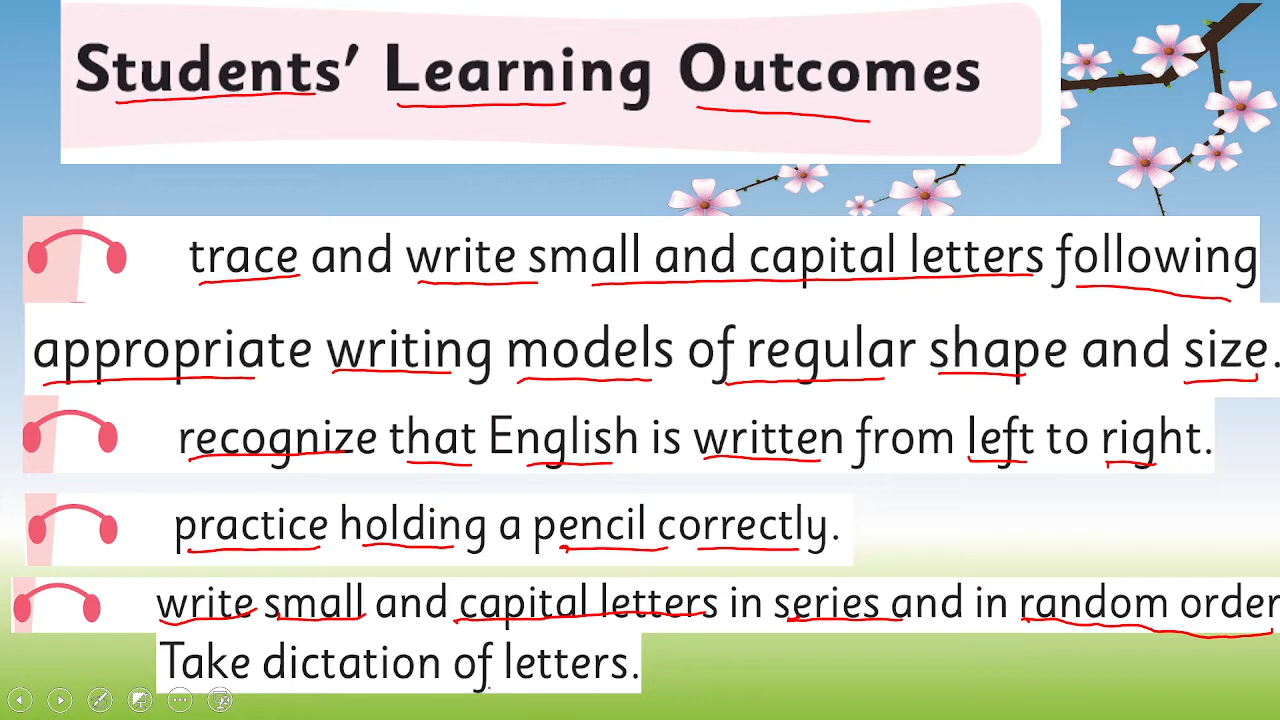 Students' Learning Outcomes
trace and write small and capital letters following
appropriate writing models of regular shape and size.
recognize that English is written from left to right.
practice holding a pencil correctly.
write small and capital letters in series and in random order
Take dictation of letters.